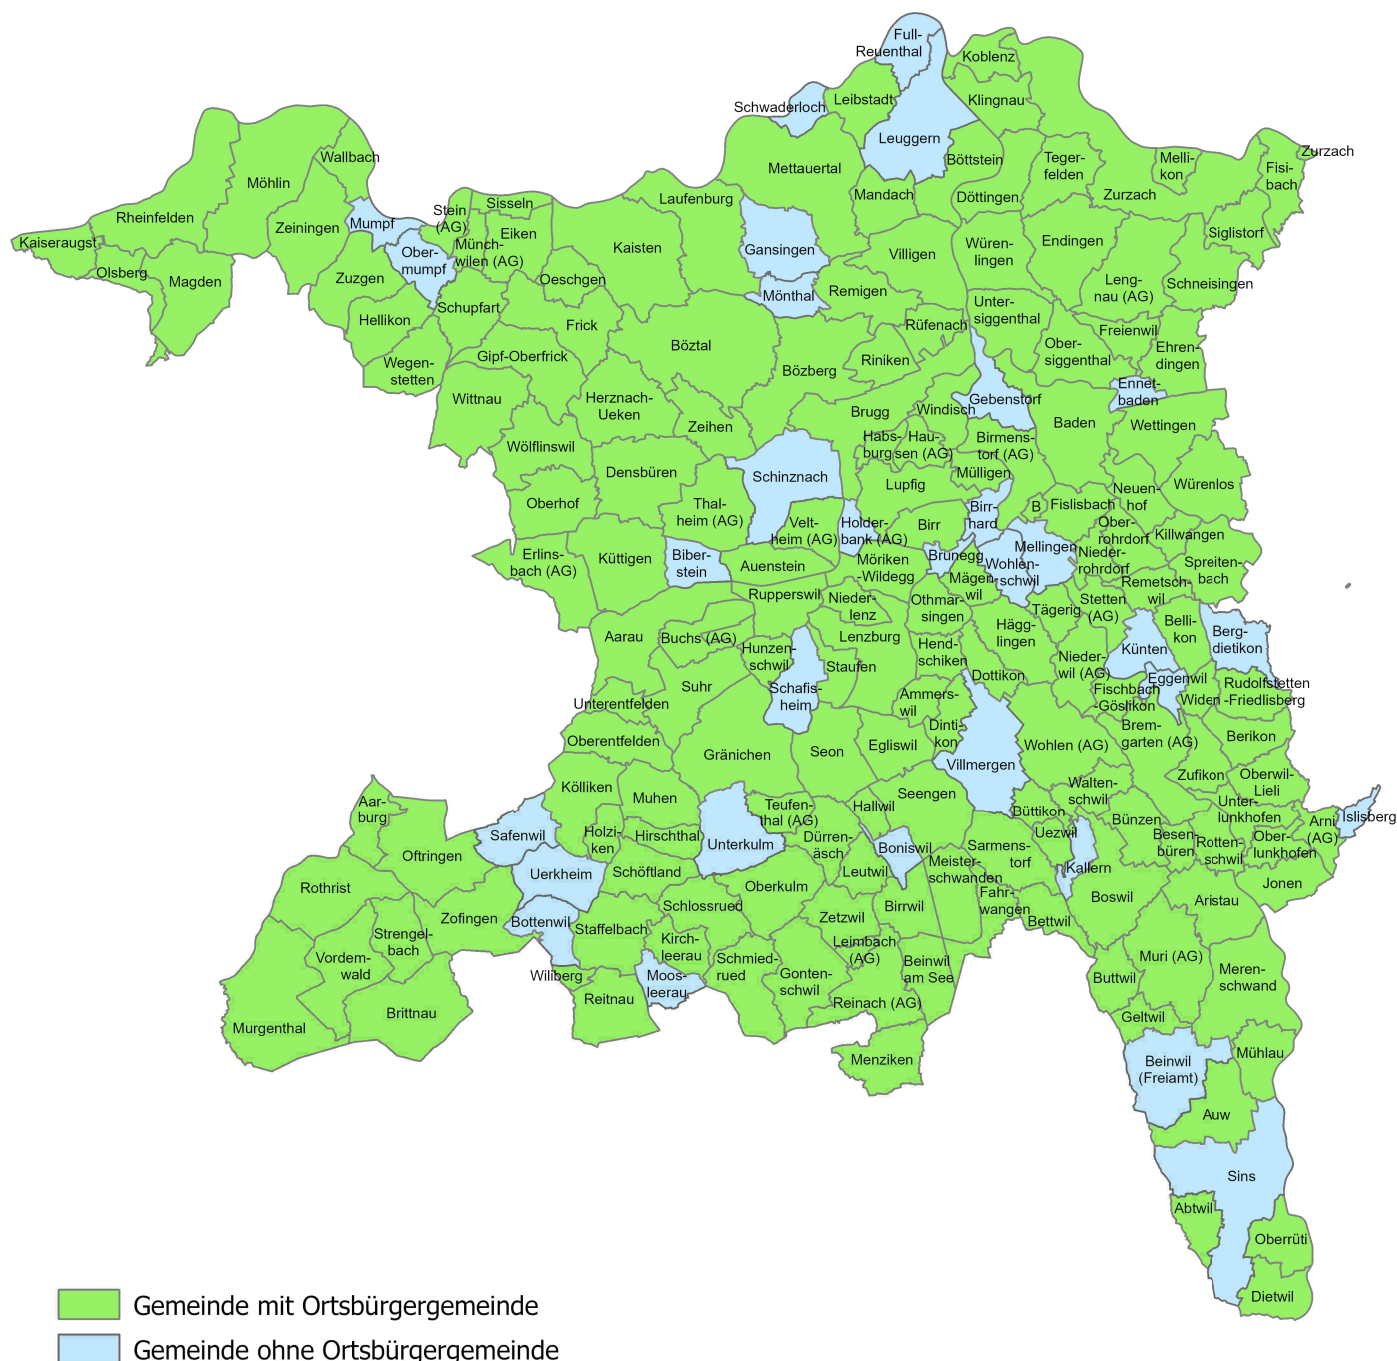 Full-
Reuenthal
Koblenz
Leibstadt
Klingnau
Schwaderloch
Leuggern
Wallbach
Zurzach
Böttstein
Teger-
felden
Melli-
kon
Fisi-
bach
Mettauertal
Möhlin
Mandach
Döttingen
Zurzach
Laufenburg
Sisseln
Stein
(AG)
Rheinfelden
Zeiningen
Mumpf
Eiken
Siglistorf
Kaiseraugst
Münch-
wilen (AG)
Kaisten
Gansingen
Villigen
Würen-
lingen
Endingen
Ober-
mumpf
Olsberg
Magden
Zuzgen
Oeschgen
Leng-
nau (AG)
Schneisingen
Mönthal
Remigen
Schupfart
Unter-
siggenthal
Hellikon
Frick
Rüfenach
Freienwil
Böztal
Ober-
siggenthal
Ehren-
dingen
Gipf-Oberfrick
Wegen-
stetten
Bözberg
Riniken
Ennet-
baden
Wittnau
Herznach-
Ueken
Gebenstorf
Brugg
Windisch
Baden
Wettingen
Zeihen
Wölflinswil
Habs-
burg
Hau-
sen (AG)
Birmens-
torf (AG)
Densbüren
Schinznach
Mülligen
Lupfig
Würenlos
Oberhof
Thal-
heim (AG)
Neuen-
hof
Birr-
hard
B
Fislisbach
Velt-
heim (AG)
Holder-
bank (AG)
Birr
Ober-
rohrdorf
Killwangen
Erlins-
bach (AG)
Küttigen
Biber-
stein
Auenstein
Möriken
-Wildegg
Brunegg
Mellingen
Wohlen-
schwil
Nieder-
rohrdorf
Spreiten-
bach
Mägen-
wil
Remetsch-
wil
Rupperswil
Nieder-
lenz
Othmar-
singen
Tägerig
Stetten
(AG)
Aarau
Buchs (AG)
Lenzburg
Hägg-
lingen
Belli-
kon
Berg-
dietikon
Hunzen-
schwil
Staufen
Hend-
schiken
Künten
Nieder-
wil (AG)
Dottikon
Eggenwil
Suhr
Schafis-
heim
Fischbach
-Göslikon
Widen
Rudolfstetten
-Friedlisberg
Unterentfelden
Ammers-
wil
Oberentfelden
Dinti-
kon
Brem-
garten (AG)
Berikon
Gränichen
Seon
Egliswil
Wohlen (AG)
Villmergen
Zufikon
Oberwil-
Lieli
Kölliken
Muhen
Seengen
Walten-
schwil
Aar-
burg
Teufen-
thal (AG)
Hallwil
Büttikon
Bünzen
Unter-
lunkhofen
Islisberg
Arni
(AG)
Safenwil
Holzi-
ken
Hirschthal
Unterkulm
Dürren-
äsch
Boniswil
Sarmens-
torf
Uezwil
Besen-
büren
Rotten-
schwil
Ober-
lunkhofen
Oftringen
Meister-
schwanden
Kallern
Uerkheim
Schöftland
Leutwil
Rothrist
Oberkulm
Fahr-
wangen
Boswil
Jonen
Aristau
Schlossrued
Birrwil
Zofingen
Bottenwil
Staffelbach
Zetzwil
Bettwil
Strengel-
bach
Kirch-
leerau
Leimbach
(AG)
Muri (AG)
Vordem-
wald
Wiliberg
Moos-
leerau
Schmied-
rued
Gonten-
schwil
Beinwil
am See
Buttwil
Meren-
schwand
Reitnau
Reinach (AG)
Brittnau
Geltwil
Murgenthal
Menziken
Beinwil
(Freiamt)
Mühlau
Auw
Sins
Abtwil
Oberrüti
Dietwil
Gemeinde mit Ortsbürgergemeinde
Gemeinde ohne Ortsbürgergemeinde